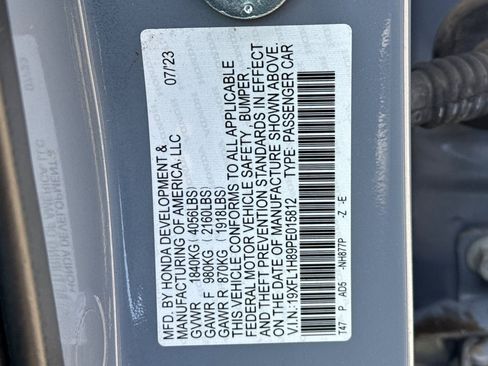 MFD. BY HONDA DEVELOPMENT &
MANUFACTURING OF AMERICA, LLC 07/'23
GVWR 1840KG (4056LBS)
GAWR F 980KG (2160LBS)
GAWR R 870KG (1918LBS)
THIS VEHICLE CONFORMS TO ALL APPLICABLE
FEDERAL MOTOR VEHICLE SAFETY, BUMPER,
AND THEFT PREVENTION STANDARDS IN EFFECT
ON THE DATE OF MANUFACTURE SHOWN ABOVE.
V.I.N.:19XFL1H89PE015812 TYPE: PASSENGER CAR
T47 P AD5 -NH877P -Z -E